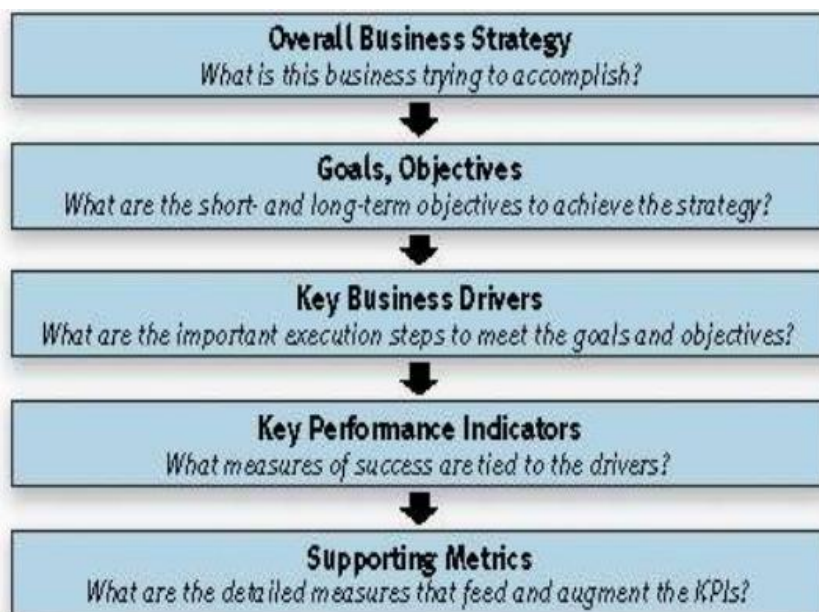 Overall Business Strategy
What is this business trying to accomplish?
Goals, Objectives
What are the short- and long-term objectives to achieve the strategy?
Key Business Drivers
What are the important execution steps to meet the goals and objectives?
Key Performance Indicators
What measures of success are tied to the drivers?
Supporting Metrics
What are the detailed measures that feed and augment the KPIs?